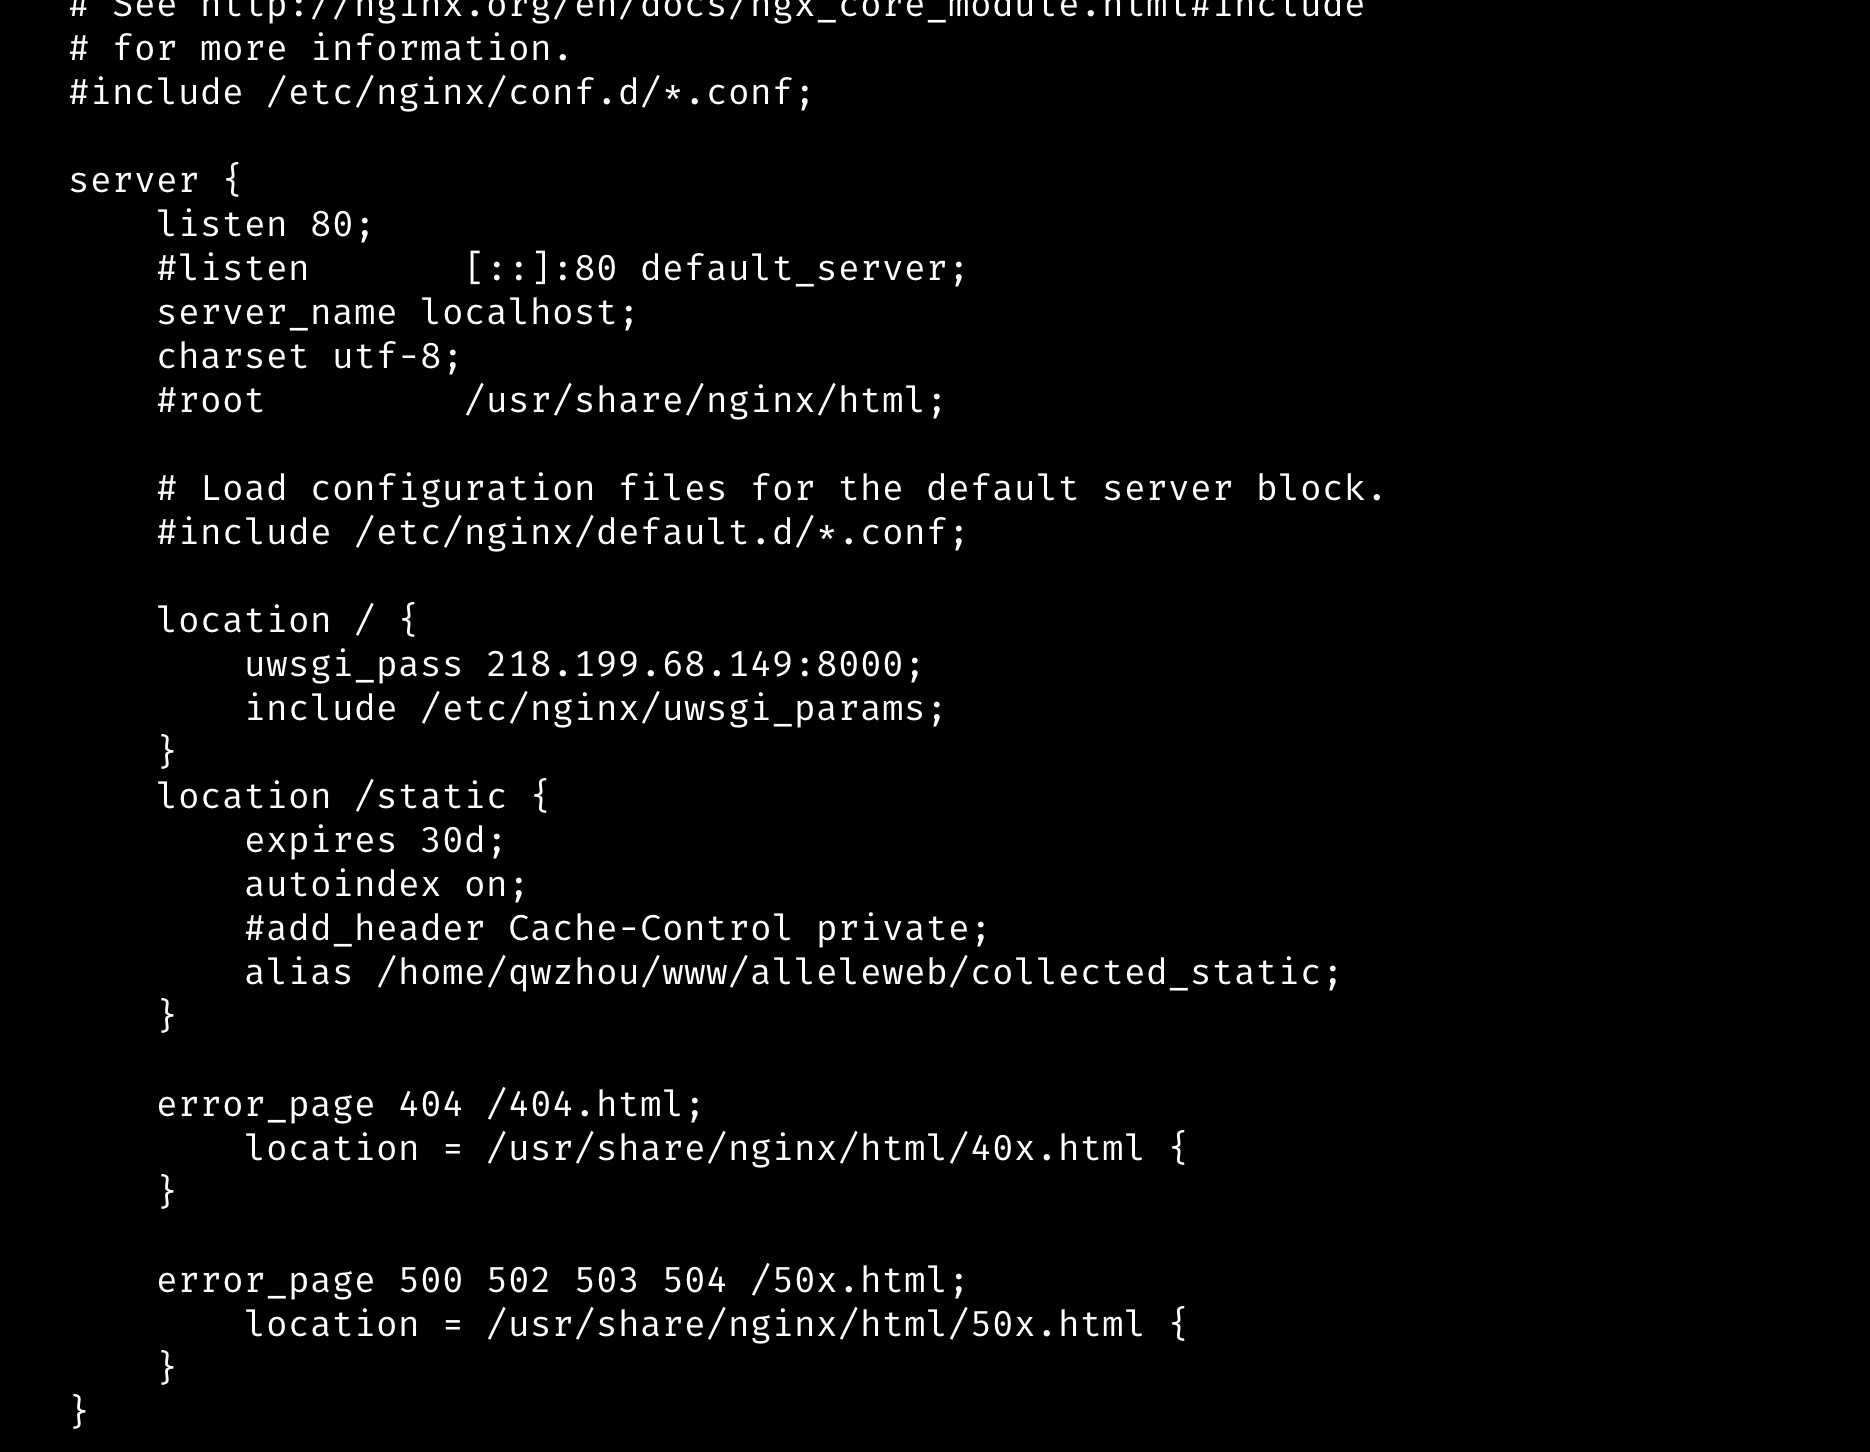 # See http://nginx.org/en/docs/ngx_core_module.html#include
# for more information.
#include /etc/nginx/conf.d/*.conf;
server {
listen 80;
#listen       [::]:80 default_server;
server_name localhost;
charset utf-8;
#root         /usr/share/nginx/html;
# Load configuration files for the default server block.
#include /etc/nginx/default.d/*.conf;
location / {
uwsgi_pass 218.199.68.149:8000;
include /etc/nginx/uwsgi_params;
}
location /static {
expires 30d;
autoindex on;
#add_header Cache-Control private;
alias /home/qwzhou/www/alleleweb/collected_static;
}
error_page 404 /404.html;
location = /usr/share/nginx/html/40x.html {
}
error_page 500 502 503 504 /50x.html;
location = /usr/share/nginx/html/50x.html {
}
}